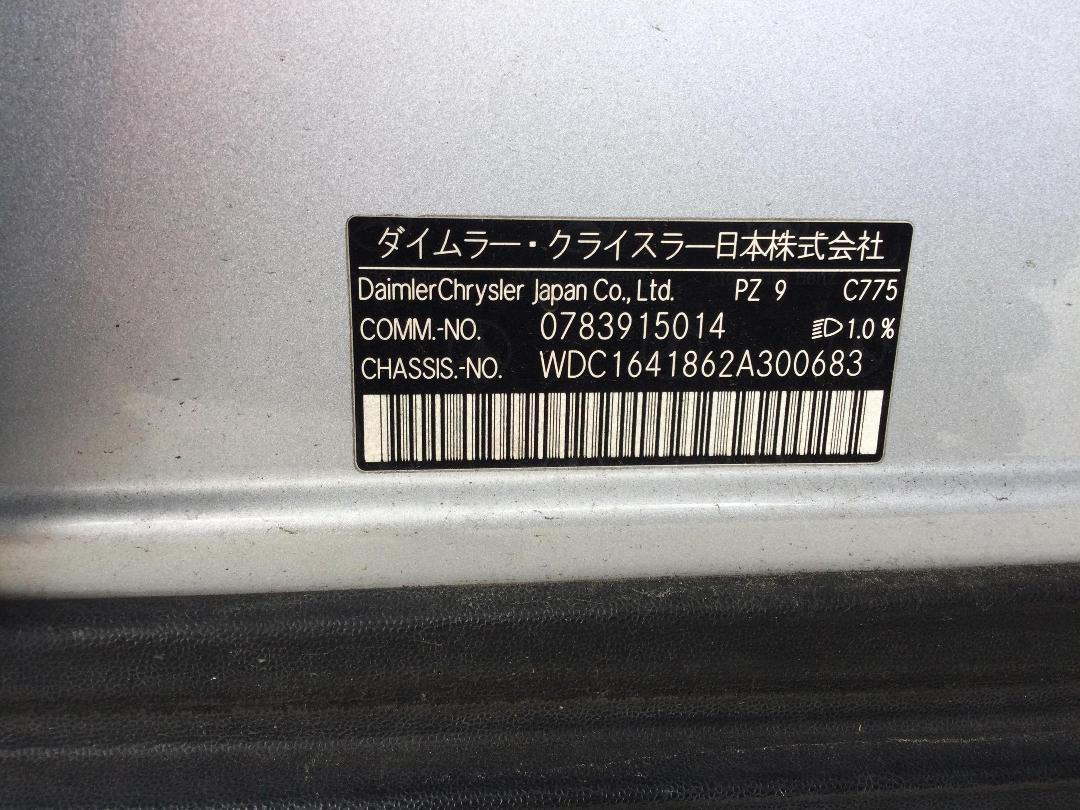 ダイムラー・クライスラー日本株式会社
DaimlerChrysler Japan Co., Ltd. PZ 9 C775
COMM.-NO. 0783915014 1.0 %
CHASSIS.-NO. WDC1641862A300683